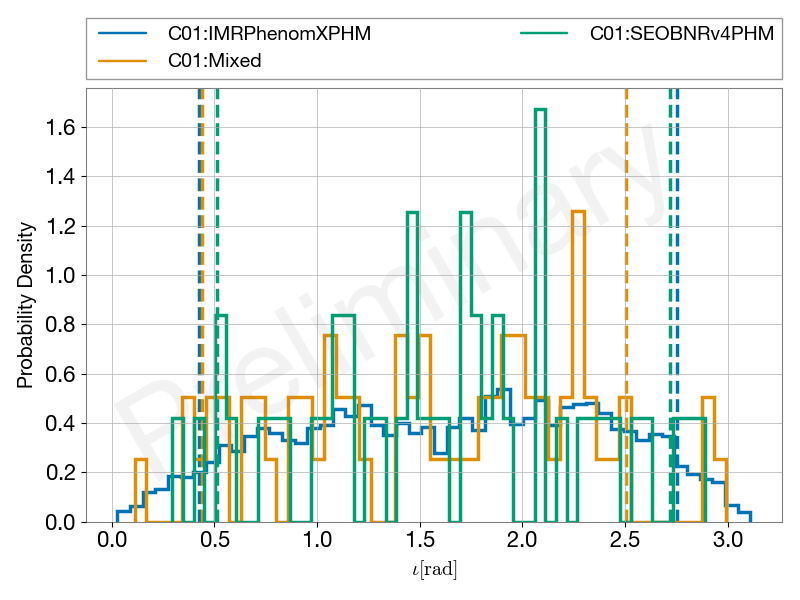 C01:IMRPhenomXPHM
C01:Mixed
C01:SEOBNRv4PHM
Probability Density
1.6
1.4
1.2
1.0
0.8
0.6
0.4
0.2
0.0
Preliminary
0.0 0.5 1.0 1.5 2.0 2.5 3.0
ι[rad]